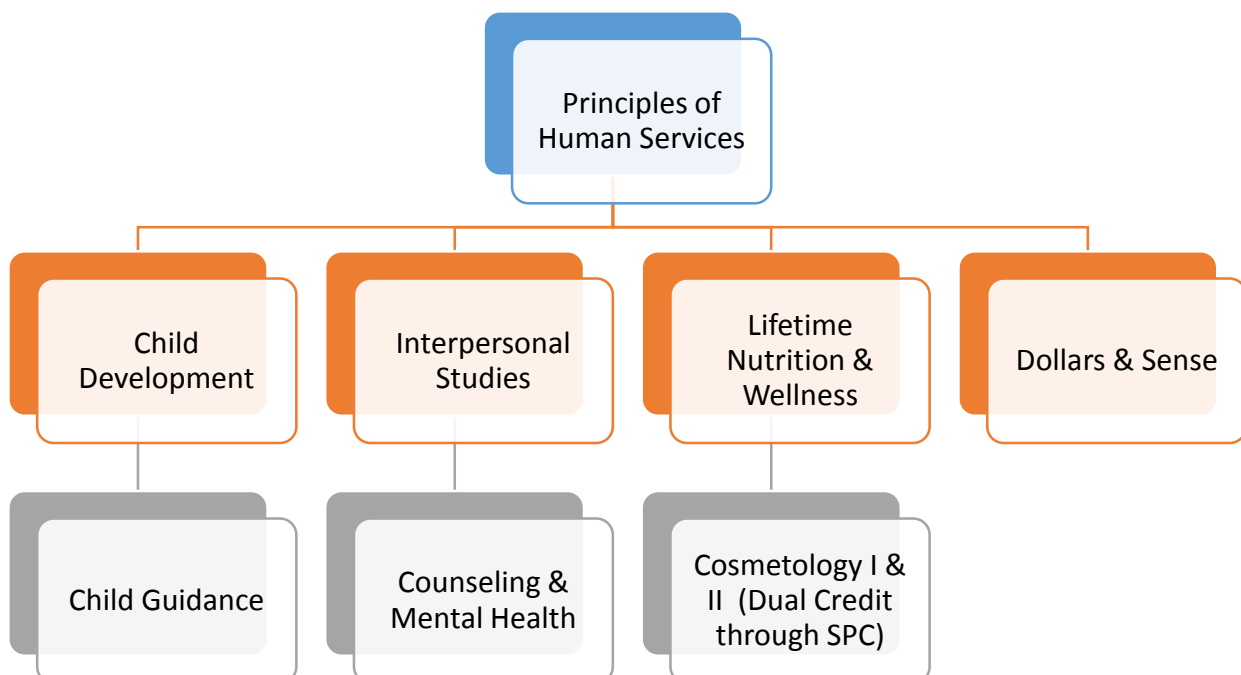 Principles of
Human Services
Child
Development
Interpersonal
Studies
Lifetime
Nutrition &
Wellness
Dollars & Sense
Child Guidance
Counseling &
Mental Health
Cosmetology I &
II  (Dual Credit
through SPC)